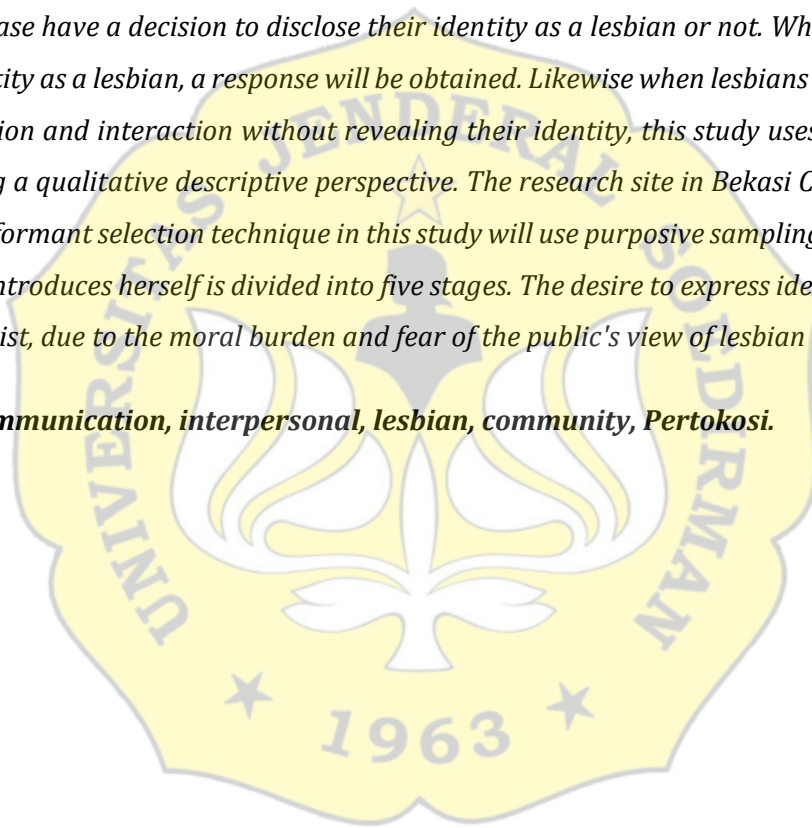 ase have a decision to disclose their identity as a lesbian or not. Wh
tity as a lesbian, a response will be obtained. Likewise when lesbians
ion and interaction without revealing their identity, this study uses
g a qualitative descriptive perspective. The research site in Bekasi C
formant selection technique in this study will use purposive sampling
ntroduces herself is divided into five stages. The desire to express ide
ist, due to the moral burden and fear of the public's view of lesbian
mmunication, interpersonal, lesbian, community, Pertokosi.
UNIVERSITAS JENDERAL SOEDIRMAN
1963